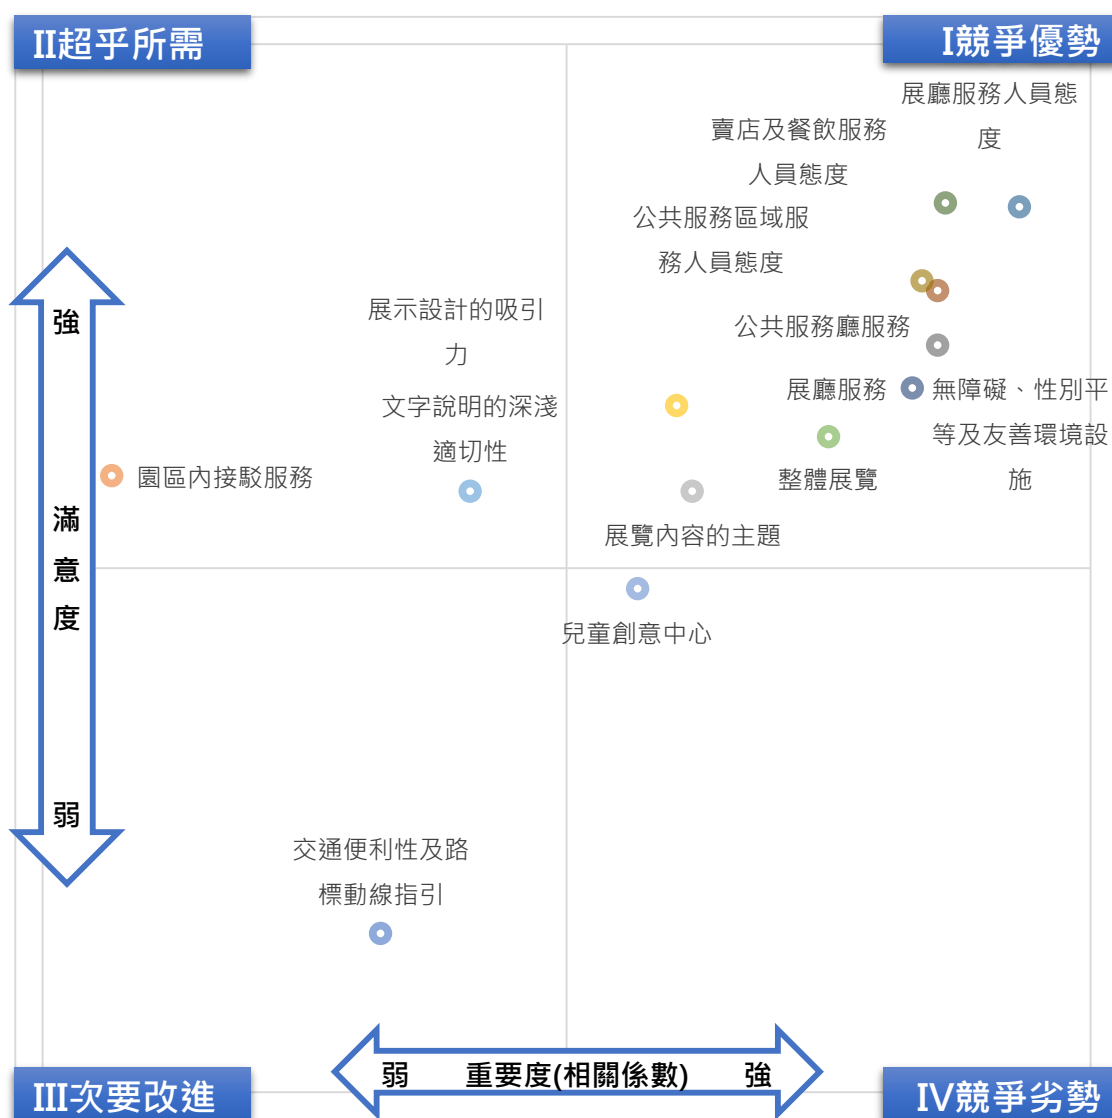 II超乎所需
I競爭優勢
展廳服務人員態
度
賣店及餐飲服務
人員態度
公共服務區域服
務人員態度
展示設計的吸引
力
公共服務廳服務
文字說明的深淺
適切性
展廳服務
無障礙、性別平
等及友善環境設
施
整體展覽
園區內接駁服務
展覽內容的主題
兒童創意中心
強
滿
意
度
弱
交通便利性及路
標動線指引
弱 重要度(相關係數) 強
III次要改進
IV競爭劣勢